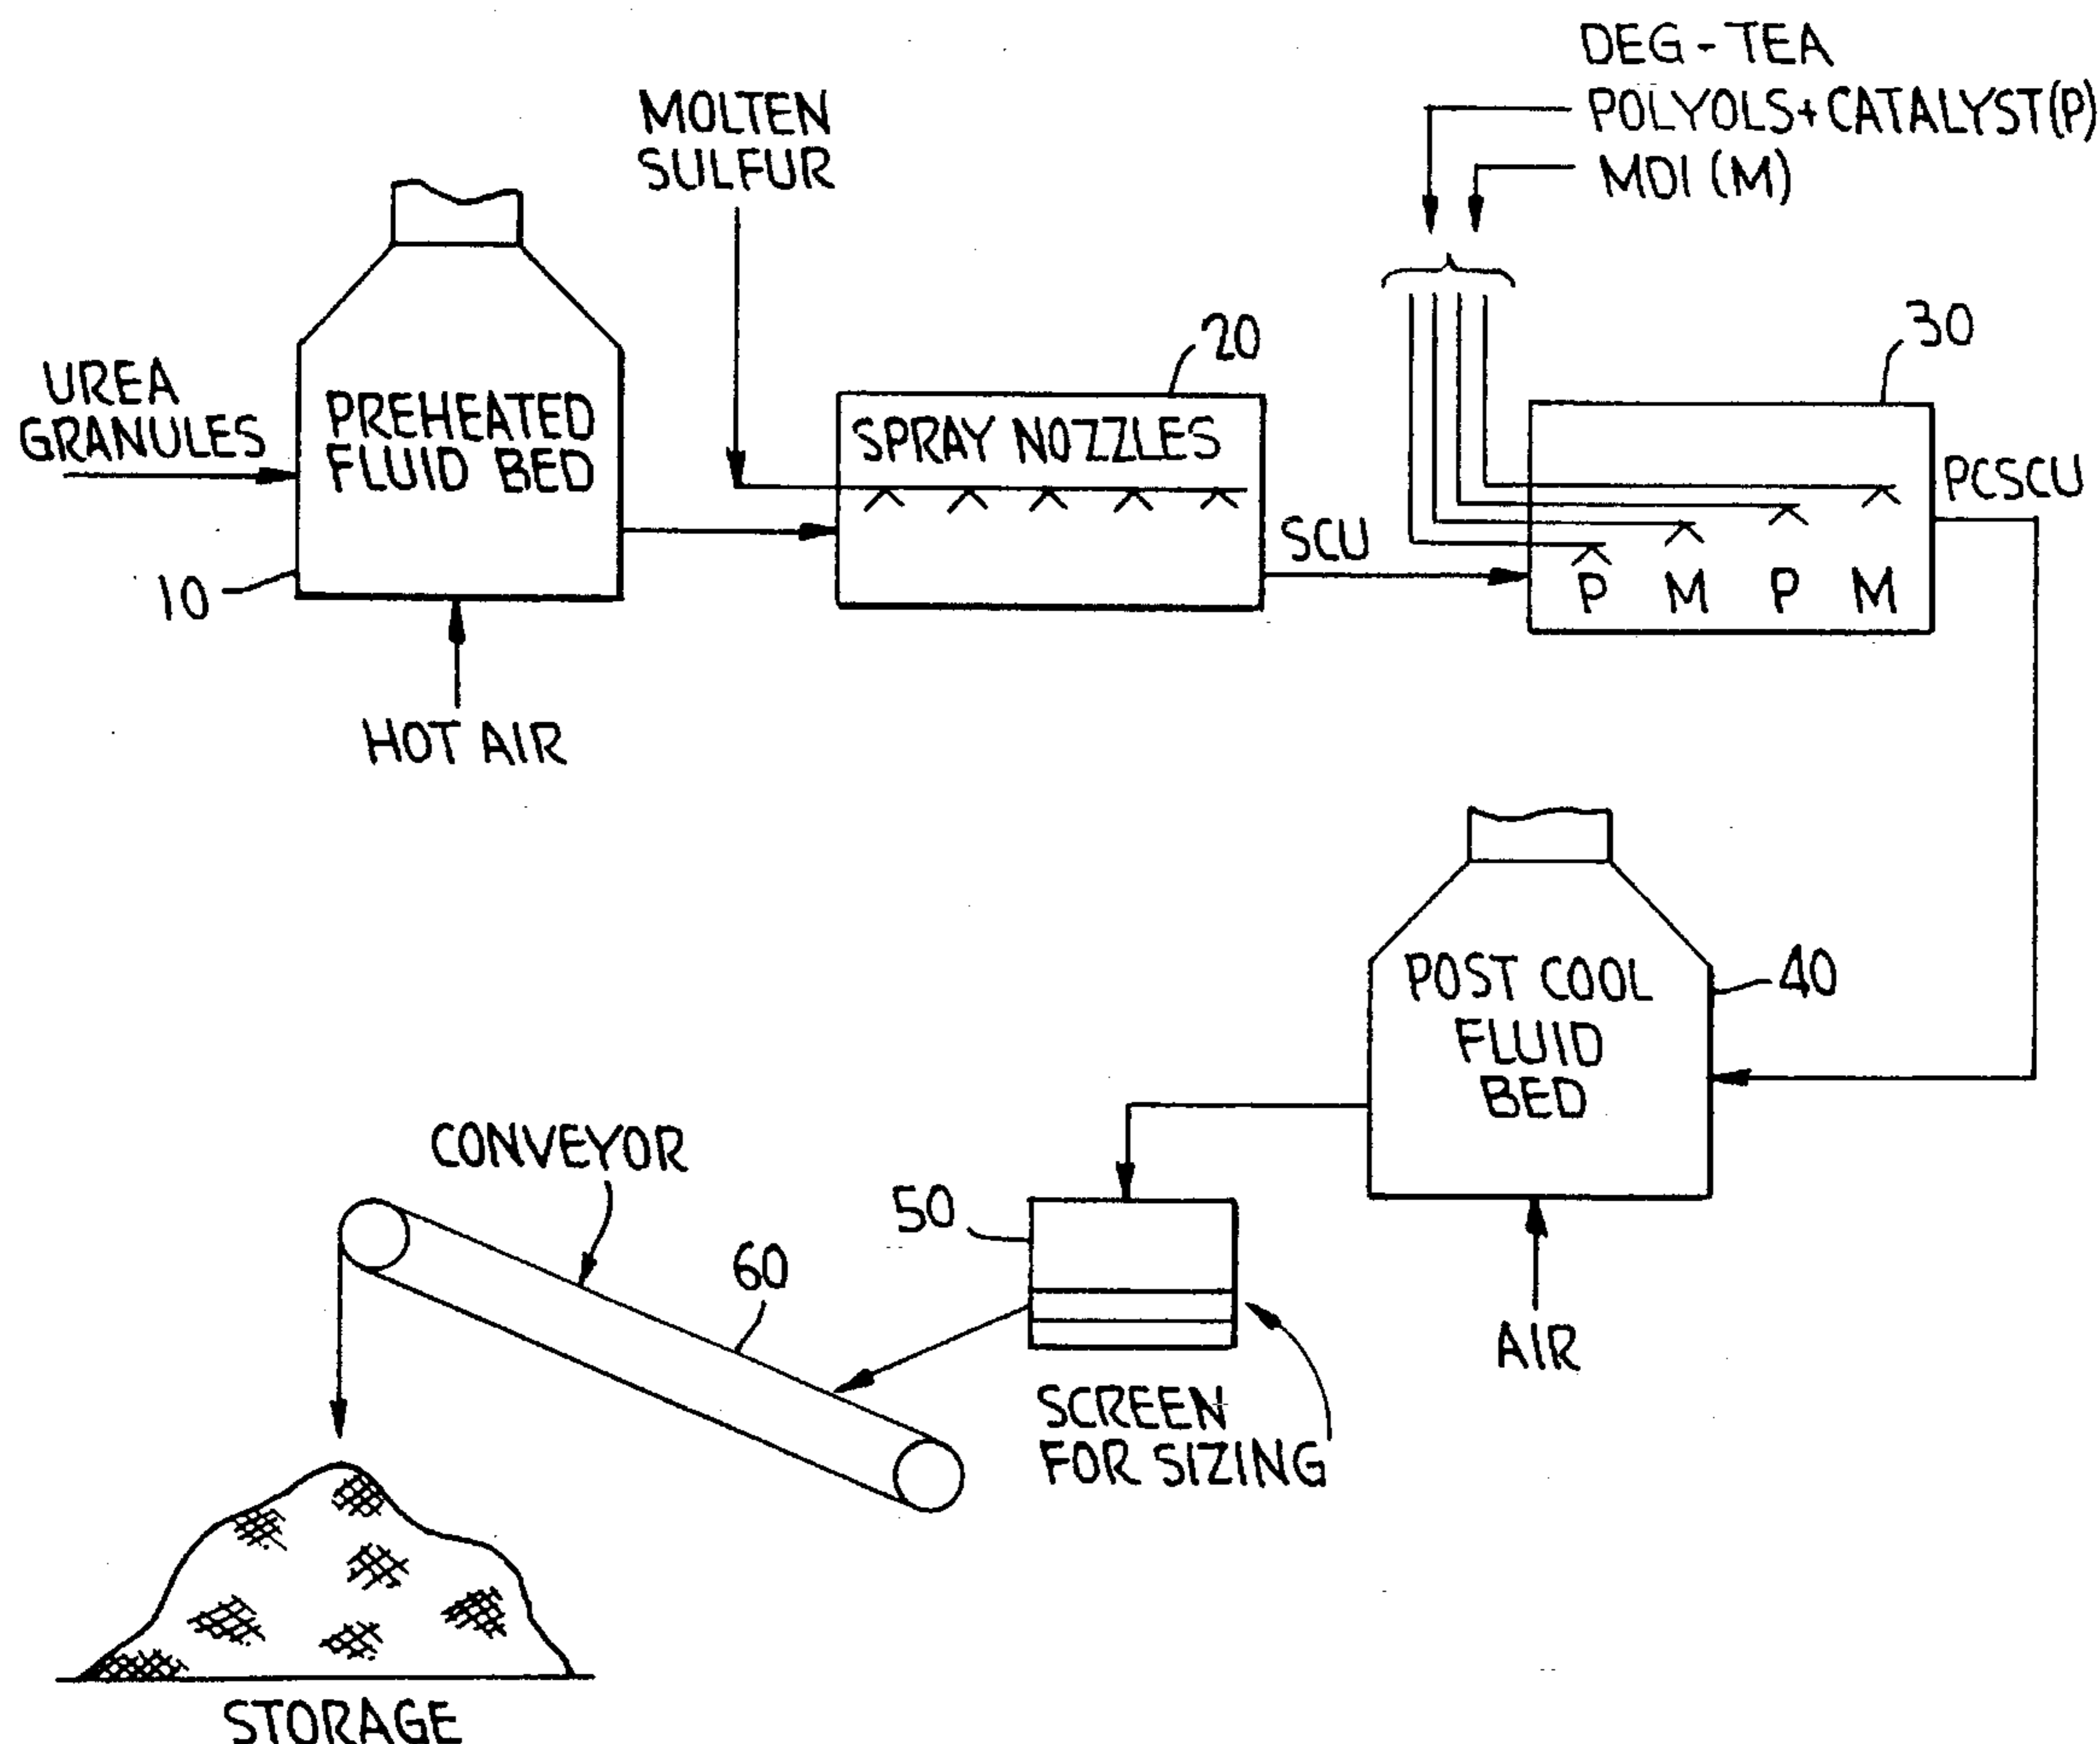 DEG-TEA
POLYOLS+CATALYST(P)
MDI (M)
MOLTEN
SULFUR
20
30
UREA
GRANULES
PREHEATED
FLUID BED
SPRAY NOZZLES
PCSCU
SCU
10
P M P M
HOT AIR
POST COOL
FLUID
BED
40
CONVEYOR
50
60
AIR
SCREEN
FOR SIZING
STORAGE